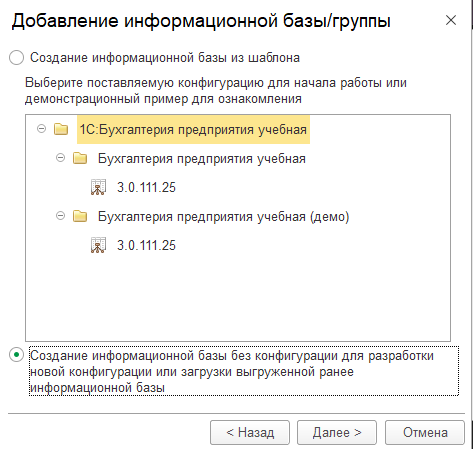 Добавление информационной базы/группы
Создание информационной базы из шаблона
Выберите поставляемую конфигурацию для начала работы или
демонстрационный пример для ознакомления
1С:Бухгалтерия предприятия учебная
Бухгалтерия предприятия учебная
3.0.111.25
Бухгалтерия предприятия учебная (демо)
3.0.111.25
Создание информационной базы без конфигурации для разработки
новой конфигурации или загрузки выгруженной ранее
информационной базы
< Назад Далее > Отмена